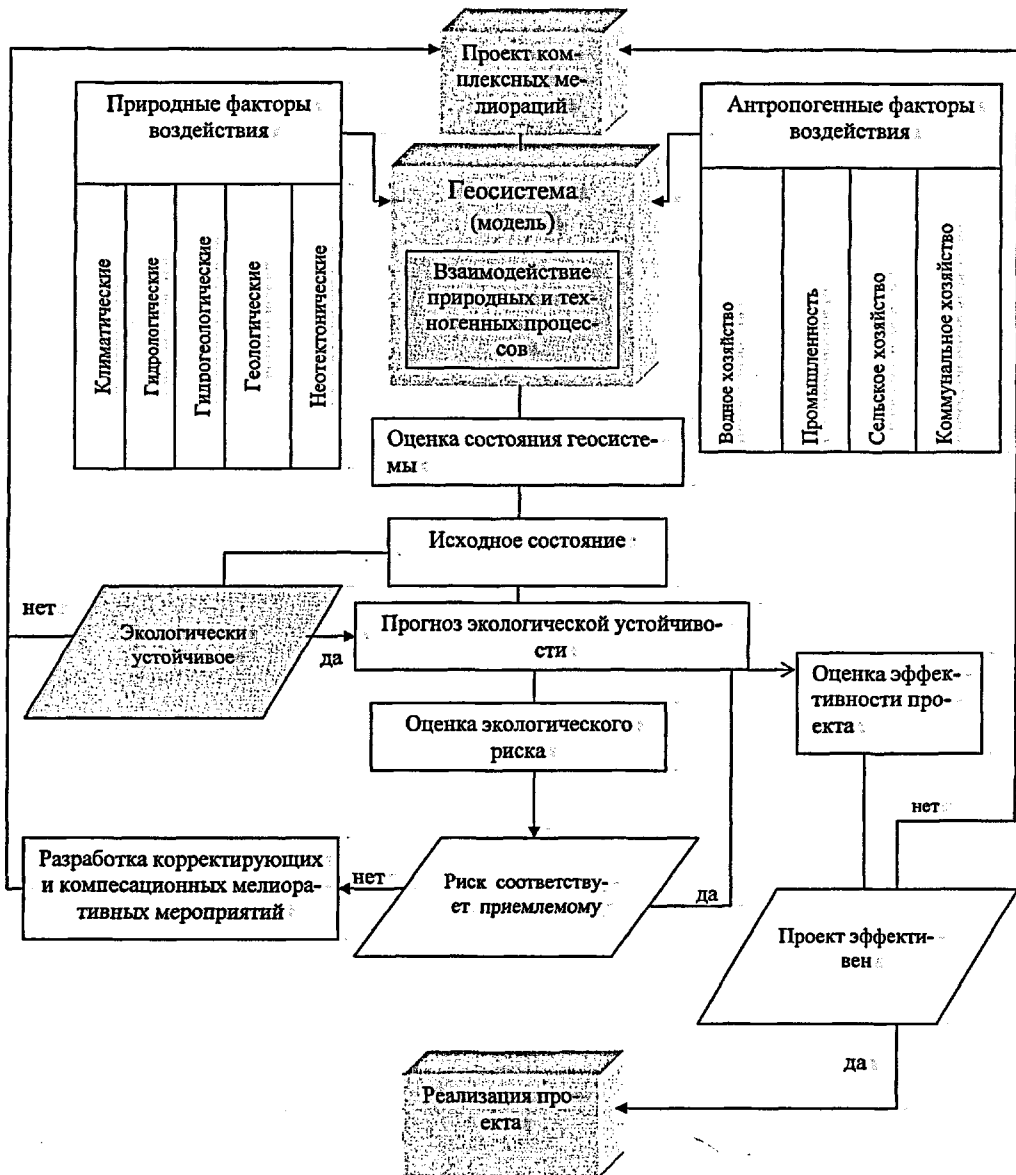 Проект ком-
плексных ме-
лиораций
Природные факторы
воздействия
Климатические
Гидрологические
Гидрогеологические
Геологические
Неотектонические
Геосистема
(модель)
Взаимодействие
природных и тех-
ногенных процес-
сов
Антропогенные факторы
воздействия
Водное хозяйство
Промышленность
Сельское хозяйство
Коммунальное хозяйство
Оценка состояния геосисте-
мы
Исходное состояние
нет
Экологически
устойчивое
да
Прогноз экологической устойчиво-
сти
Оценка эффек-
тивности про-
екта
Оценка экологического
риска
нет
Разработка корректирующих
и компесационных мелиора-
тивных мероприятий
нет
Риск соответству-
ет приемлемому
да
Проект эффекти-
вен
да
Реализация про-
екта